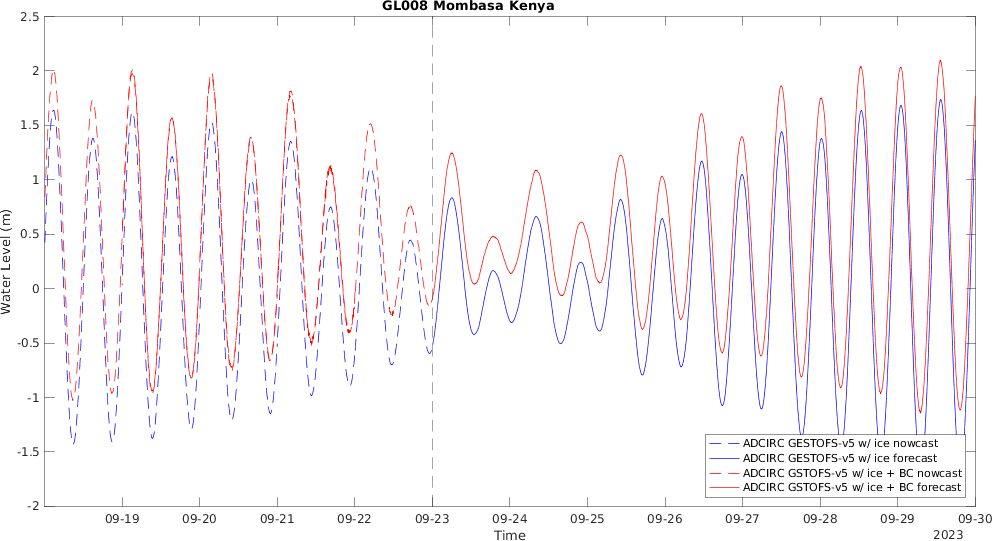 GL008 Mombasa Kenya
2.5
2
1.5
1
0.5
0
-0.5
-1
-1.5
-2
Water Level (m)
ADCIRC GESTOFS-v5 w/ ice nowcast
ADCIRC GESTOFS-v5 w/ ice forecast
ADCIRC GSTOFS-v5 w/ ice + BC nowcast
ADCIRC GSTOFS-v5 w/ ice + BC forecast
09-19 09-20 09-21 09-22 09-23 09-24 09-25 09-26 09-27 09-28 09-29 09-30
Time
2023